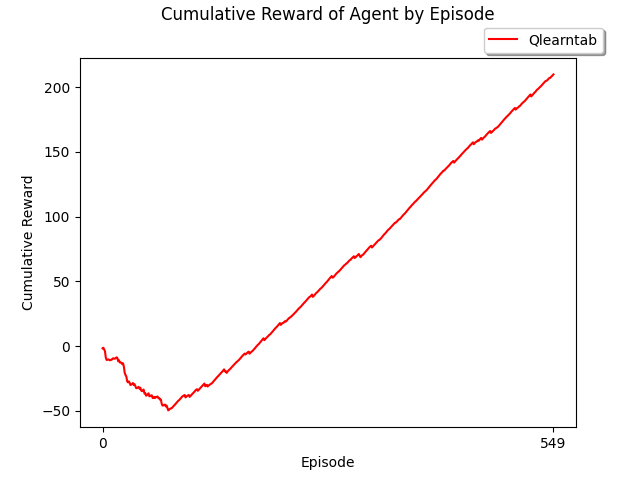 Cumulative Reward of Agent by Episode
Qlearntab
200
150
100
50
0
−50
Cumulative Reward
0
549
Episode